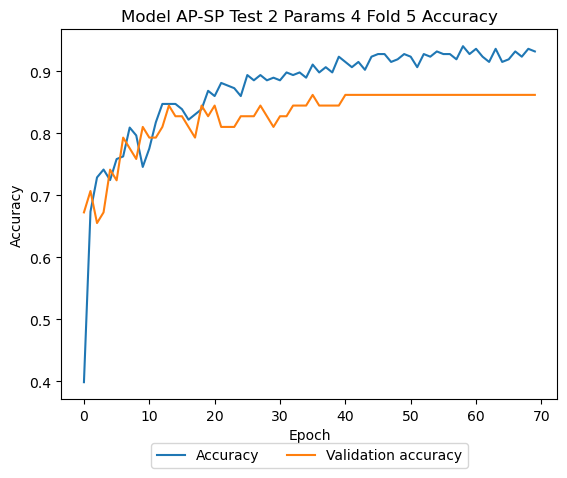 Model AP-SP Test 2 Params 4 Fold 5 Accuracy
Accuracy
0.9
0.8
0.7
0.6
0.5
0.4
0 10 20 30 40 50 60 70
Epoch
Accuracy Validation accuracy